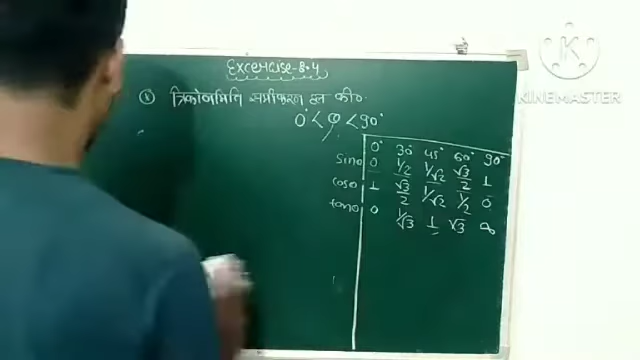 Excercise-8.4
(1) त्रिकोणमिति समीकरण हल कीo
0° < φ < 90°
0° 30° 45° 60° 90°
sinθ 0 1/2 1/√2 √3/2 1
cosθ 1 √3/2 1/√2 1/2 0
tanθ 0 1/√3 1 √3 ∞
K
KINEMASTER